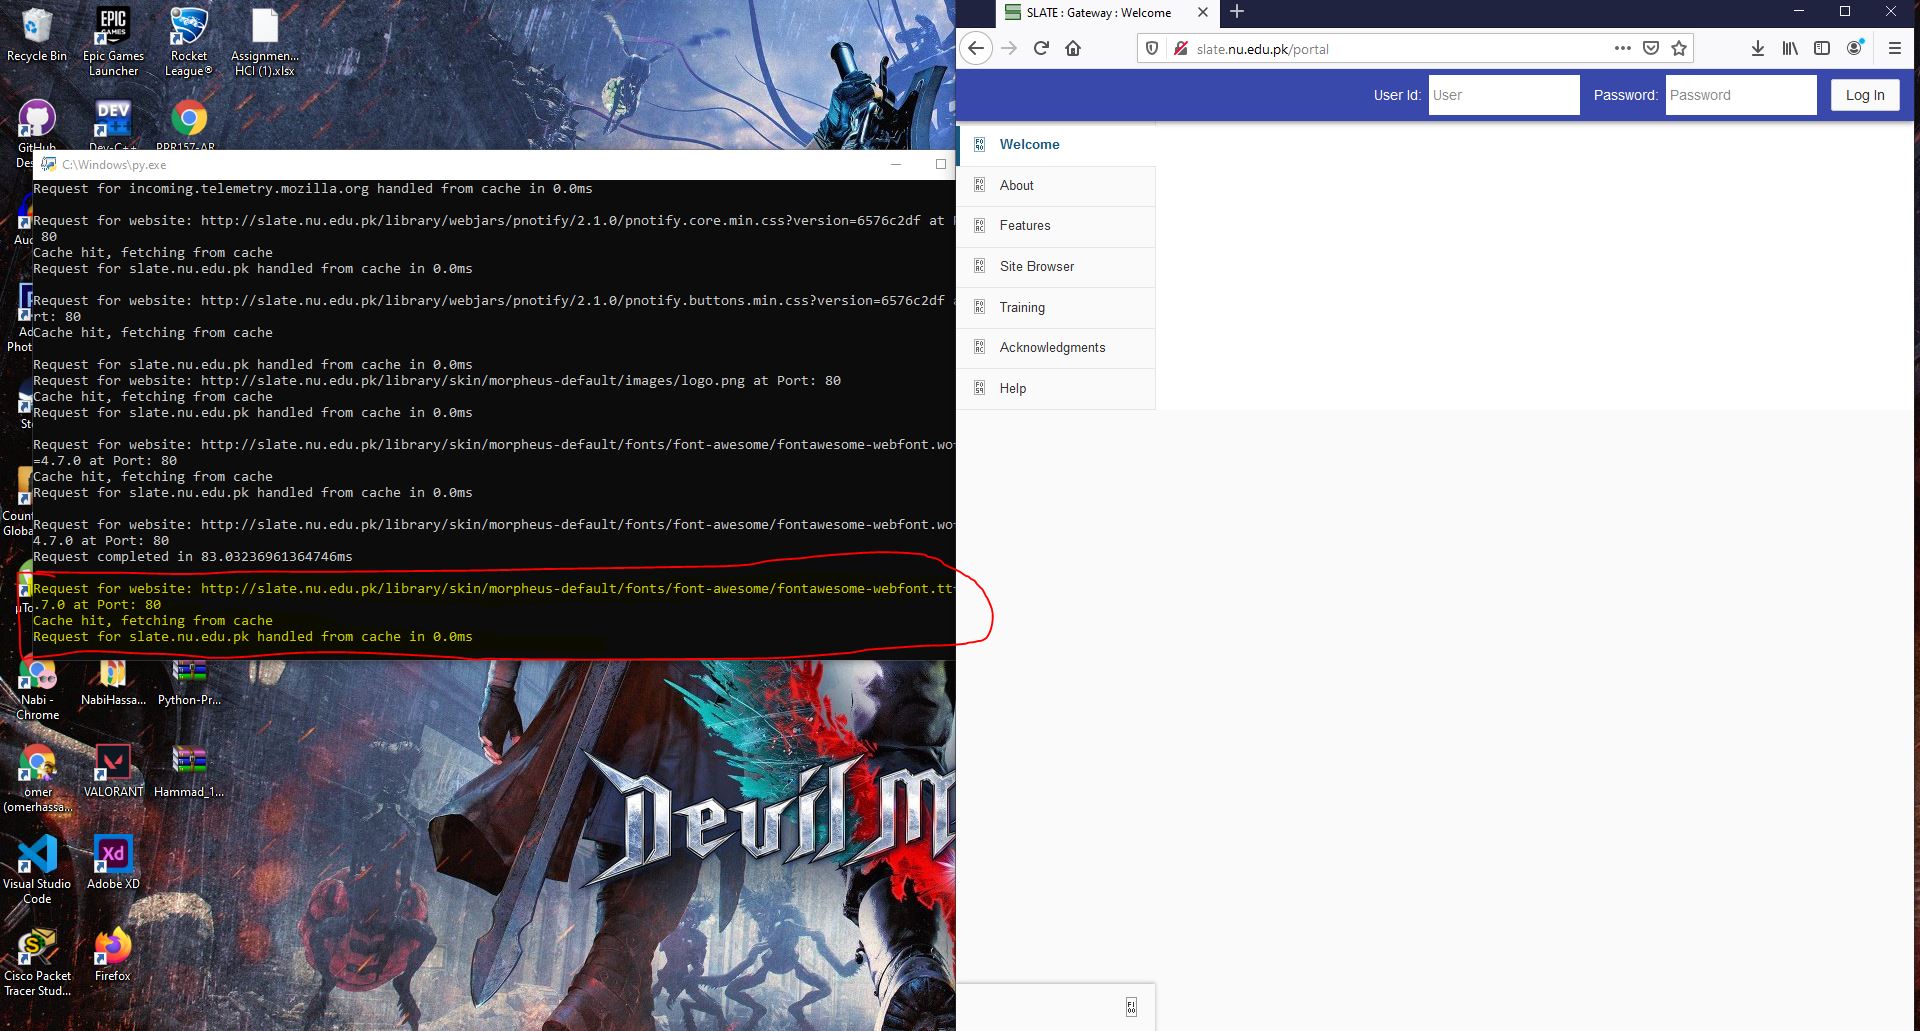 Recycle Bin
Epic Games
Launcher
Rocket
League®
Assignmen...
HCI (1).xlsx
EPIC
GAMES
GitHub
DEV
Dev-C++
PPR157-AR
C:\Windows\py.exe
Request for incoming.telemetry.mozilla.org handled from cache in 0.0ms
Request for website: http://slate.nu.edu.pk/library/webjars/pnotify/2.1.0/pnotify.core.min.css?version=6576c2df at
80
Cache hit, fetching from cache
Request for slate.nu.edu.pk handled from cache in 0.0ms
Request for website: http://slate.nu.edu.pk/library/webjars/pnotify/2.1.0/pnotify.buttons.min.css?version=6576c2df
rt: 80
Cache hit, fetching from cache
Request for slate.nu.edu.pk handled from cache in 0.0ms
Request for website: http://slate.nu.edu.pk/library/skin/morpheus-default/images/logo.png at Port: 80
Cache hit, fetching from cache
Request for slate.nu.edu.pk handled from cache in 0.0ms
Request for website: http://slate.nu.edu.pk/library/skin/morpheus-default/fonts/font-awesome/fontawesome-webfont.wo
=4.7.0 at Port: 80
Cache hit, fetching from cache
Request for slate.nu.edu.pk handled from cache in 0.0ms
Request for website: http://slate.nu.edu.pk/library/skin/morpheus-default/fonts/font-awesome/fontawesome-webfont.wo
4.7.0 at Port: 80
Request completed in 83.03236961364746ms
Request for website: http://slate.nu.edu.pk/library/skin/morpheus-default/fonts/font-awesome/fontawesome-webfont.tt
.7.0 at Port: 80
Cache hit, fetching from cache
Request for slate.nu.edu.pk handled from cache in 0.0ms
Nabi -
Chrome
NabiHassa...
Python-Pr...
omer
(omerhassa...
VALORANT
Hammad_1...
Visual Studio
Code
Xd
Adobe XD
Cisco Packet
Tracer Stud...
Firefox
Devil M
SLATE : Gateway : Welcome
slate.nu.edu.pk/portal
User Id:
User
Password:
Password
Log In
Welcome
About
Features
Site Browser
Training
Acknowledgments
Help